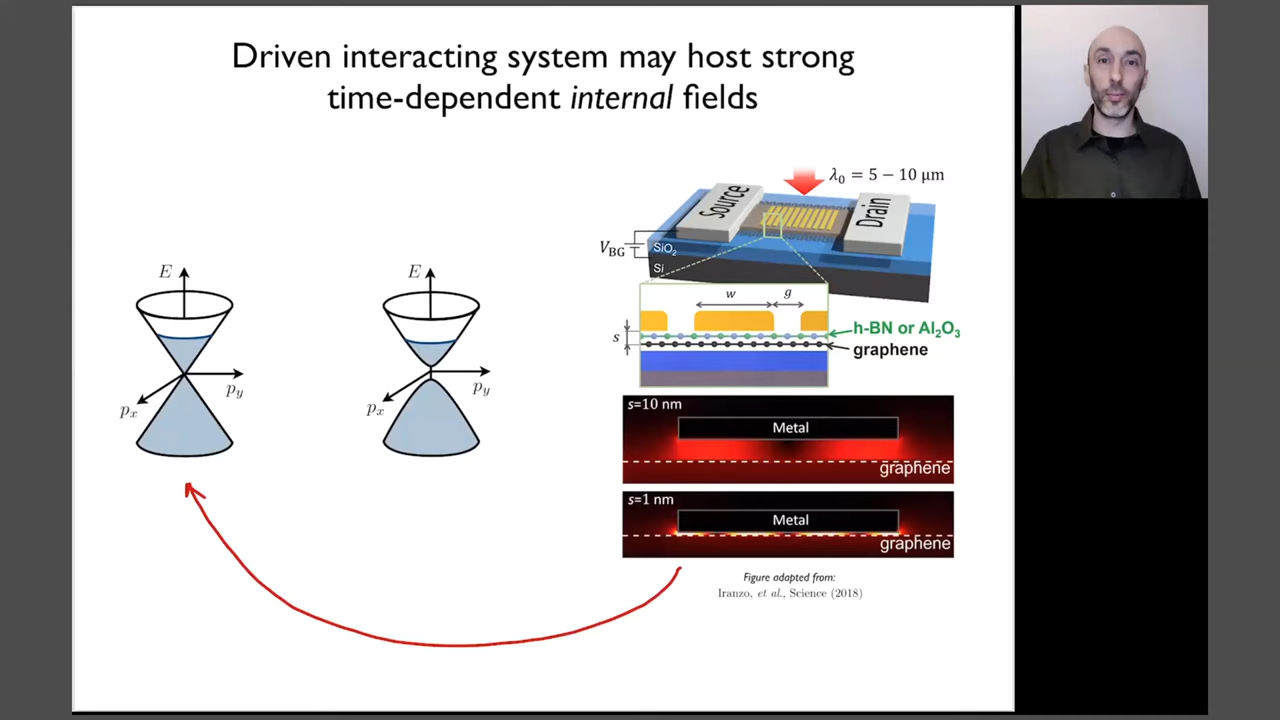 Driven interacting system may host strong
time-dependent internal fields
E
p_x
p_y
E
p_x
p_y
λ₀ = 5 − 10 μm
Source
Drain
V_BG
SiO₂
Si
w
g
s
h-BN or Al₂O₃
graphene
s=10 nm
Metal
graphene
s=1 nm
Metal
graphene
Figure adapted from:
Iranzo, et al., Science (2018)